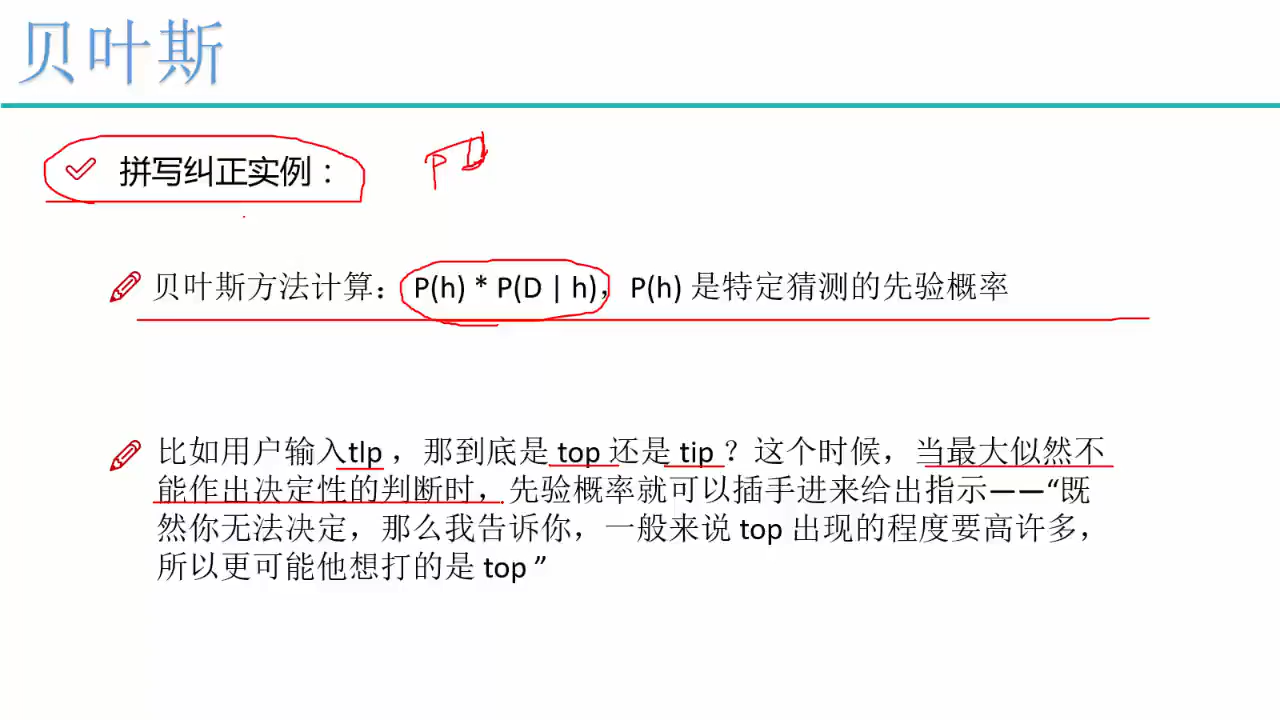 贝叶斯
拼写纠正实例：
P D
贝叶斯方法计算：P(h) * P(D | h)，P(h) 是特定猜测的先验概率
比如用户输入tlp ，那到底是 top 还是 tip ？这个时候，当最大似然不
能作出决定性的判断时，先验概率就可以插手进来给出指示——“既
然你无法决定，那么我告诉你，一般来说 top 出现的程度要高许多，
所以更可能他想打的是 top ”